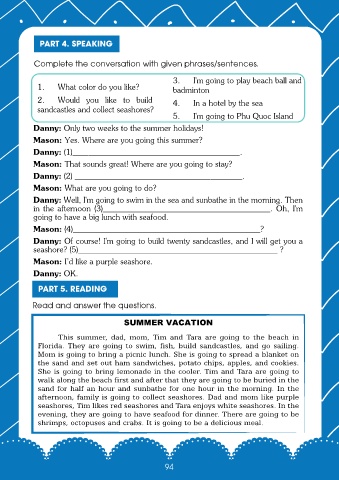 PART 4. SPEAKING
Complete the conversation with given phrases/sentences.
1. What color do you like?
2. Would you like to build
sandcastles and collect seashores?
3. I'm going to play beach ball and
badminton
4. In a hotel by the sea
5. I'm going to Phu Quoc Island
Danny: Only two weeks to the summer holidays!
Mason: Yes. Where are you going this summer?
Danny: (1)______________________________.
Mason: That sounds great! Where are you going to stay?
Danny: (2) ______________________________.
Mason: What are you going to do?
Danny: Well, I'm going to swim in the sea and sunbathe in the morning. Then
in the afternoon (3)______________________________. Oh, I'm
going to have a big lunch with seafood.
Mason: (4)______________________________?
Danny: Of course! I'm going to build twenty sandcastles, and I will get you a
seashore? (5)______________________________ ?
Mason: I'd like a purple seashore.
Danny: OK.
PART 5. READING
Read and answer the questions.
SUMMER VACATION
This summer, dad, mom, Tim and Tara are going to the beach in
Florida. They are going to swim, fish, build sandcastles, and go sailing.
Mom is going to bring a picnic lunch. She is going to spread a blanket on
the sand and set out ham sandwiches, potato chips, apples, and cookies.
She is going to bring lemonade in the cooler. Tim and Tara are going to
walk along the beach first and after that they are going to be buried in the
sand for half an hour and sunbathe for one hour in the morning. In the
afternoon, family is going to collect seashores. Dad and mom like purple
seashores, Tim likes red seashores and Tara enjoys white seashores. In the
evening, they are going to have seafood for dinner. There are going to be
shrimps, octopuses and crabs. It is going to be a delicious meal.
94